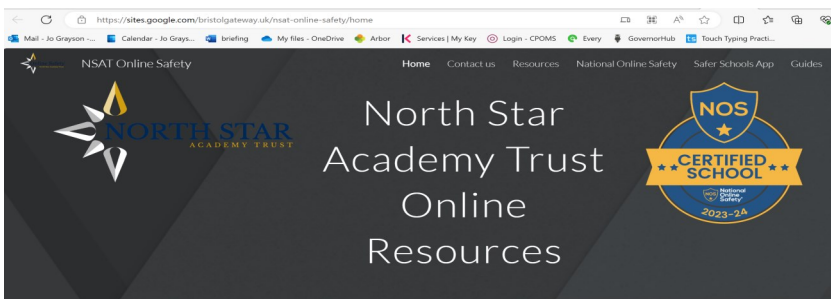 https://sites.google.com/bristolgateway.uk/nsat-online-safety/home
Mail - Jo Grayson -... Calendar - Jo Grays... briefing My files - OneDrive Arbor Services | My Key Login - CPOMS Every GovernorHub Touch Typing Practi...
NSAT Online Safety Home Contact us Resources National Online Safety Safer Schools App Guides
NORTH STAR
ACADEMY TRUST
North Star
Academy Trust
Online
Resources
NOS
CERTIFIED
SCHOOL
NOS National
Online
Safety
2023-24